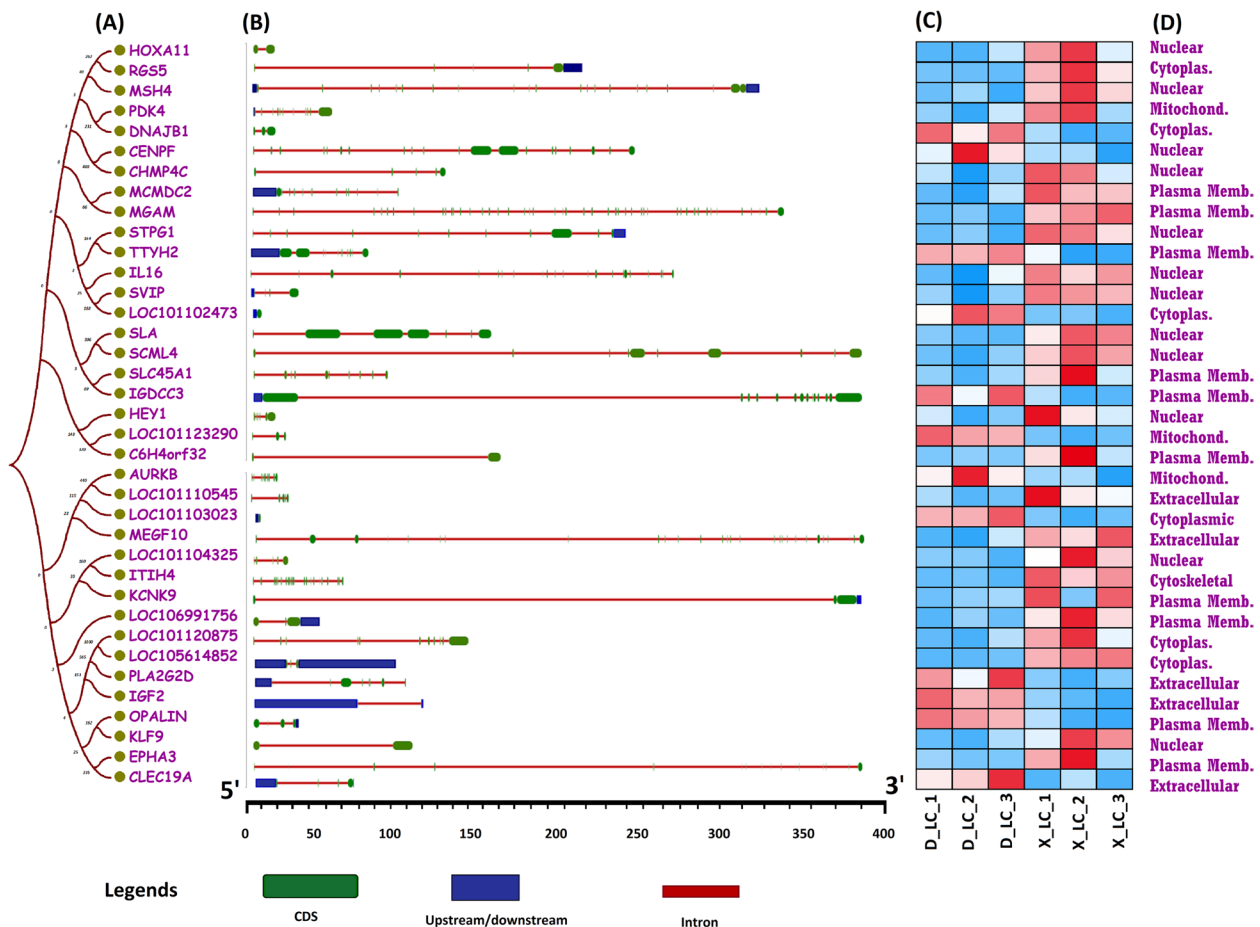 (A) (B) (C) (D)
HOXA11
RGS5
MSH4
PDK4
DNAJB1
CENPF
CHMP4C
MCMDC2
MGAM
STPG1
TTYH2
IL16
SVIP
LOC101102473
SLA
SCML4
SLC45A1
IGDCC3
HEY1
LOC101123290
C6H4orf32
AURKB
LOC101110545
LOC101103023
MEGF10
LOC101104325
ITIH4
KCNK9
LOC106991756
LOC101120875
LOC105614852
PLA2G2D
IGF2
OPALIN
KLF9
EPHA3
CLEC19A
5' 3'
0 50 100 150 200 250 300 350 400
Nuclear
Cytoplas.
Nuclear
Mitochond.
Cytoplas.
Nuclear
Nuclear
Plasma Memb.
Plasma Memb.
Nuclear
Plasma Memb.
Nuclear
Nuclear
Cytoplas.
Nuclear
Nuclear
Plasma Memb.
Plasma Memb.
Nuclear
Mitochond.
Plasma Memb.
Mitochond.
Extracellular
Cytoplasmic
Extracellular
Nuclear
Cytoskeletal
Plasma Memb.
Plasma Memb.
Cytoplas.
Cytoplas.
Extracellular
Extracellular
Plasma Memb.
Nuclear
Plasma Memb.
Extracellular
D_LC_1
D_LC_2
D_LC_3
X_LC_1
X_LC_2
X_LC_3
Legends
CDS
Upstream/downstream
Intron